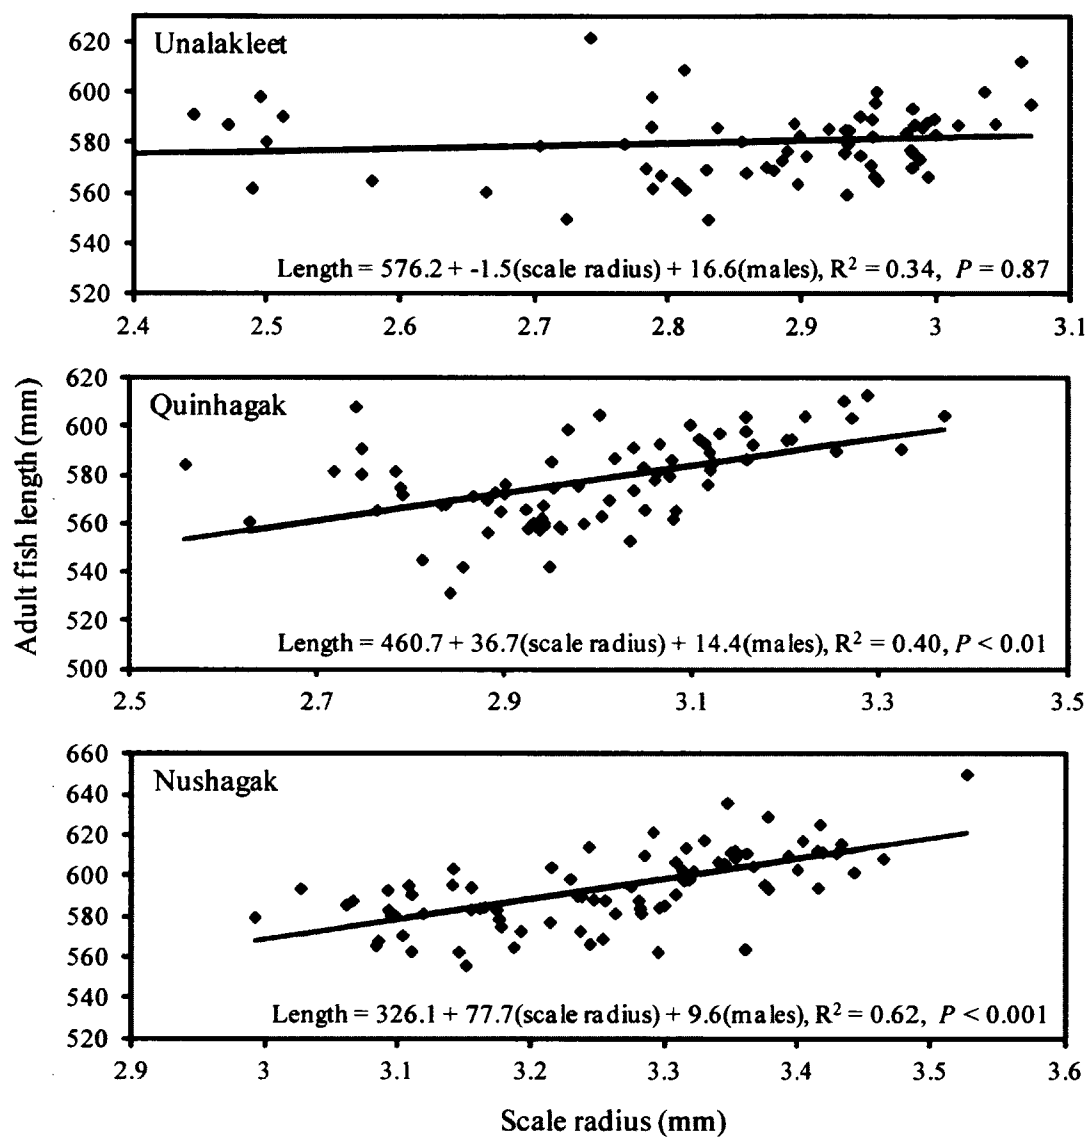 Unalakleet
620
600
580
560
540
520
Length = 576.2 + -1.5(scale radius) + 16.6(males), R² = 0.34, P = 0.87
2.4 2.5 2.6 2.7 2.8 2.9 3 3.1
Adult fish length (mm)
Quinhagak
620
600
580
560
540
520
500
Length = 460.7 + 36.7(scale radius) + 14.4(males), R² = 0.40, P < 0.01
2.5 2.7 2.9 3.1 3.3 3.5
Nushagak
660
640
620
600
580
560
540
520
Length = 326.1 + 77.7(scale radius) + 9.6(males), R² = 0.62, P < 0.001
2.9 3 3.1 3.2 3.3 3.4 3.5 3.6
Scale radius (mm)